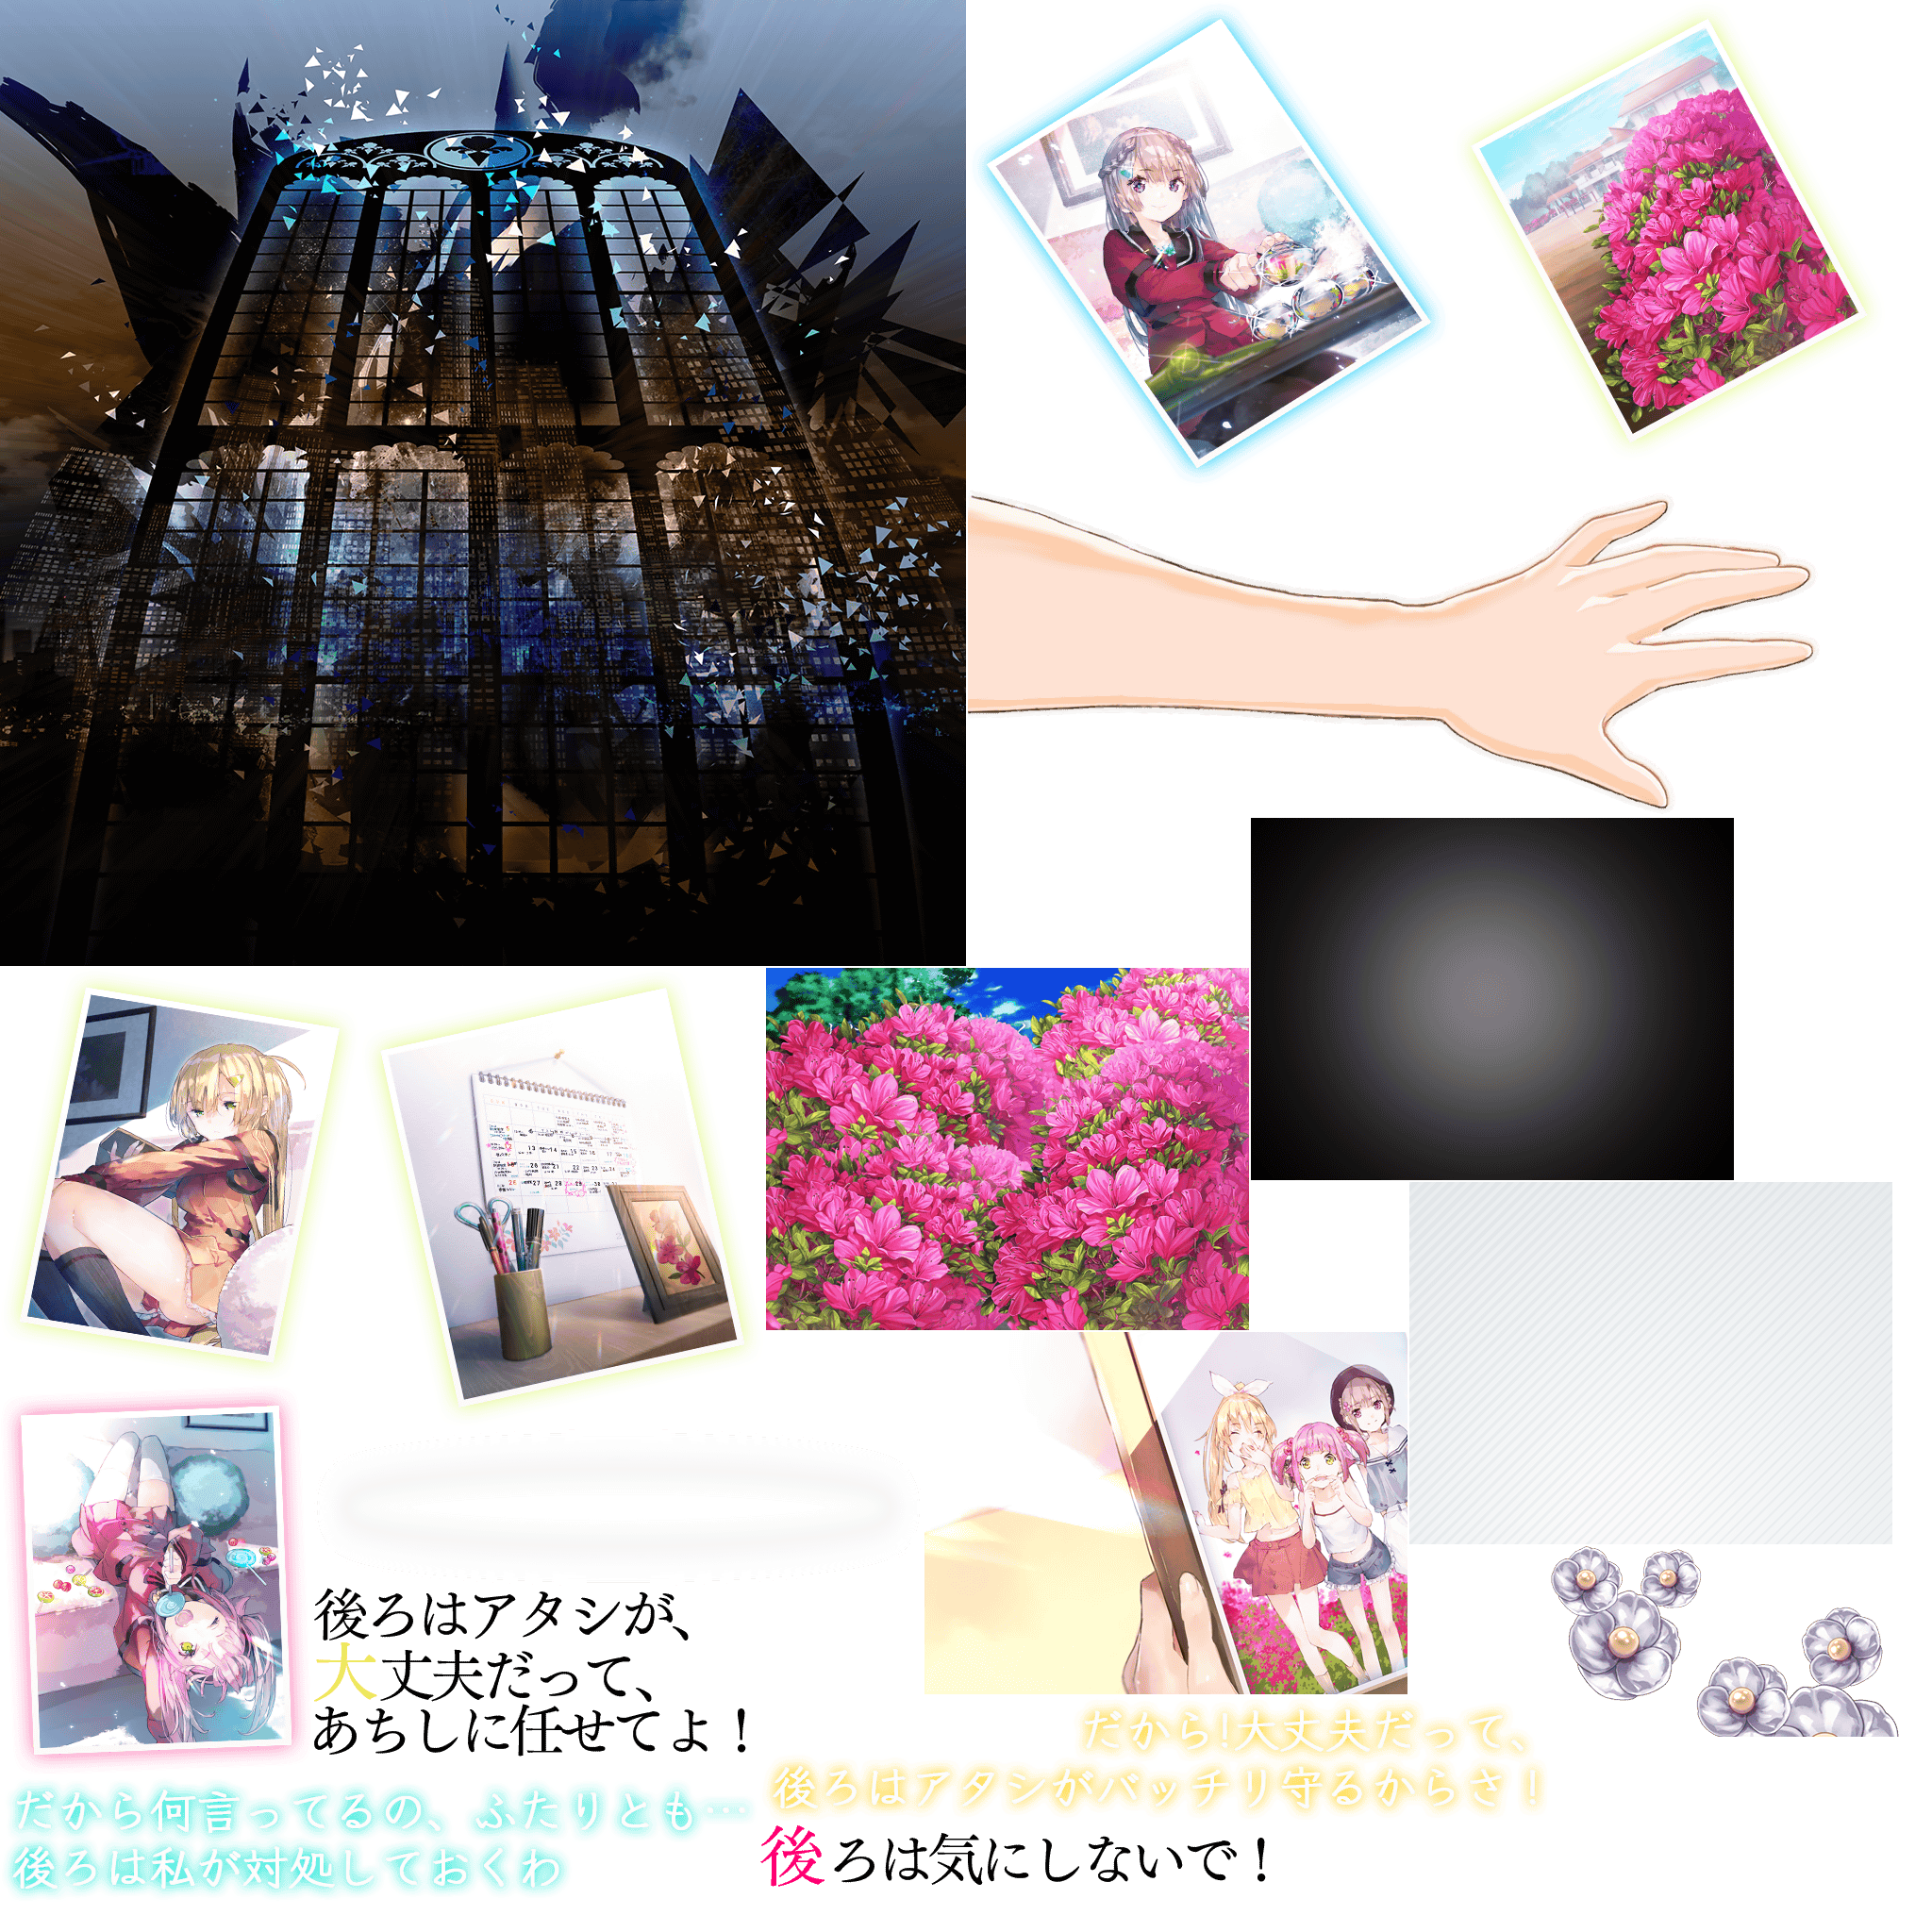 後ろはアタシが、
大丈夫だって、
あちしに任せてよ！
だから!大丈夫だって、
後ろはアタシがバッチリ守るからさ！
だから何言ってるの、ふたりとも…
後ろは私が対処しておくわ
後ろは気にしないで！